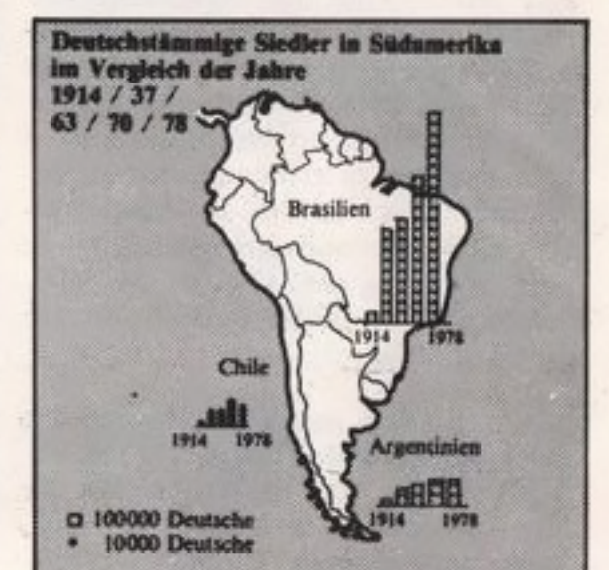 Deutschstämmige Siedler in Südamerika
im Vergleich der Jahre
1914 / 37 /
63 / 70 / 78
Brasilien
1914 1978
Chile
1914 1978
Argentinien
1914 1978
□ 100000 Deutsche
• 10000 Deutsche